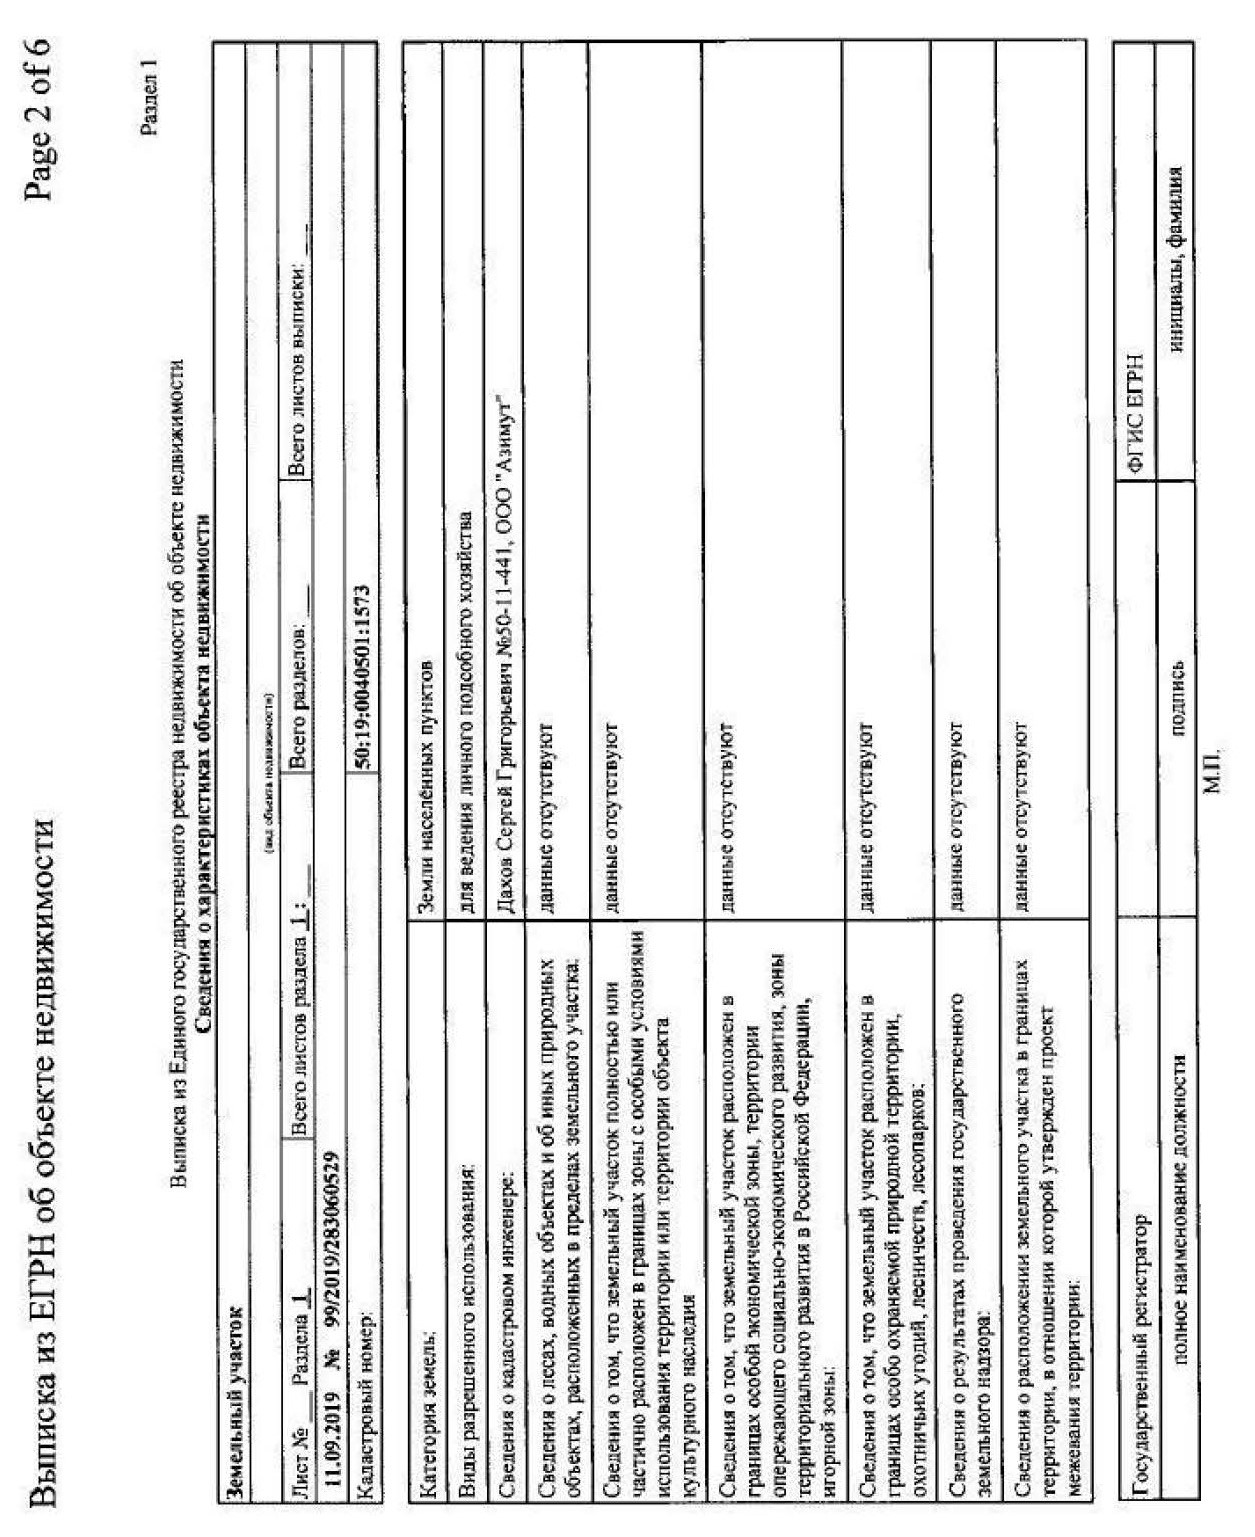 Выписка из ЕГРН об объекте недвижимости
Page 2 of 6
Раздел 1
Выписка из Единого государственного реестра недвижимости об объекте недвижимости
Сведения о характеристиках объекта недвижимости
Земельный участок
(вид объекта недвижимости)
Лист № ___ Раздела 1
Всего листов раздела 1 : ___
Всего разделов: ___
Всего листов выписки: ___
11.09.2019 № 99/2019/283060529
Кадастровый номер:
50:19:0040501:1573
Категория земель:
Земли населённых пунктов
Виды разрешенного использования:
для ведения личного подсобного хозяйства
Сведения о кадастровом инженере:
Дахов Сергей Григорьевич №50-11-441, ООО "Азимут"
Сведения о лесах, водных объектах и об иных природных
объектах, расположенных в пределах земельного участка:
данные отсутствуют
Сведения о том, что земельный участок полностью или
частично расположен в границах зоны с особыми условиями
использования территории или территории объекта
культурного наследия
данные отсутствуют
Сведения о том, что земельный участок расположен в
границах особой экономической зоны, территории
опережающего социально-экономического развития, зоны
территориального развития в Российской Федерации,
игорной зоны:
данные отсутствуют
Сведения о том, что земельный участок расположен в
границах особо охраняемой природной территории,
охотничьих угодий, лесничеств, лесопарков:
данные отсутствуют
Сведения о результатах проведения государственного
земельного надзора:
данные отсутствуют
Сведения о расположении земельного участка в границах
территории, в отношении которой утвержден проект
межевания территории:
данные отсутствуют
Государственный регистратор
ФГИС ЕГРН
полное наименование должности
подпись
инициалы, фамилия
М.П.